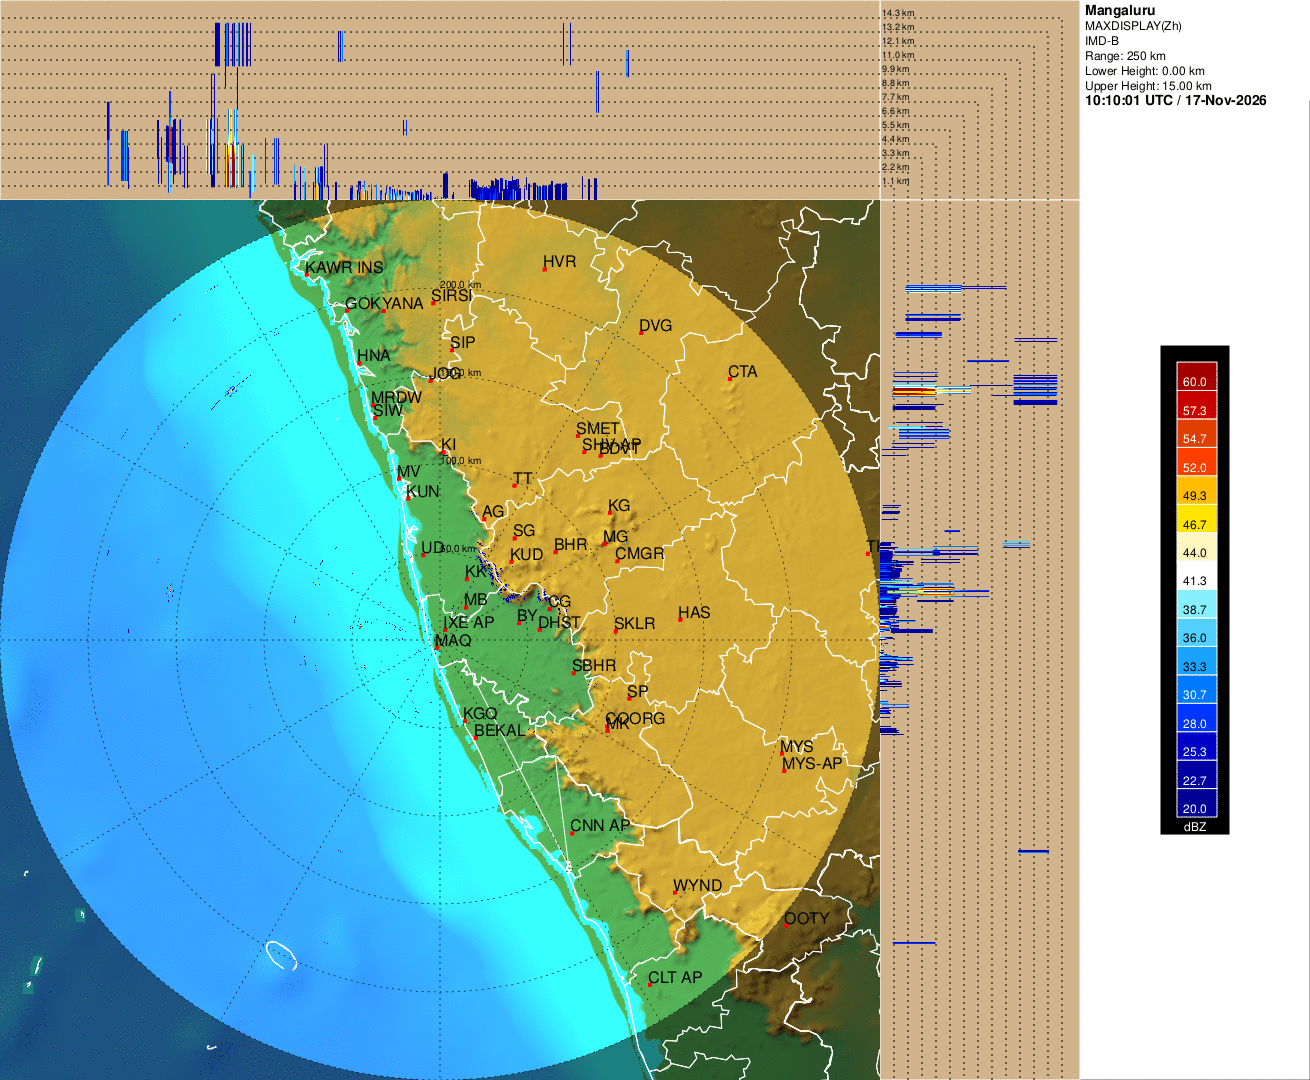 14.3 km
13.2 km
12.1 km
11.0 km
9.9 km
8.8 km
7.7 km
6.6 km
5.5 km
4.4 km
3.3 km
2.2 km
1.1 km
Mangaluru
MAXDISPLAY(Zh)
IMD-B
Range: 250 km
Lower Height: 0.00 km
Upper Height: 15.00 km
10:10:01 UTC / 17-Nov-2026
KAWR INS
HVR
200.0 km
SIRSI
GOKYANA
DVG
SIP
HNA
JOG
CTA
MRDW
SIW
SMET
SHV-AP
BDVT
KI
100.0 km
MV
TT
KUN
KG
AG
SG
MG
UD
50.0 km
KUD
BHR
CMGR
KK
MB
CG
BY
DHST
IXE AP
HAS
SKLR
MAQ
SBHR
SP
KGQ
COORG
MK
BEKAL
MYS
MYS-AP
CNN AP
WYND
OOTY
CLT AP
60.0
57.3
54.7
52.0
49.3
46.7
44.0
41.3
38.7
36.0
33.3
30.7
28.0
25.3
22.7
20.0
dBZ